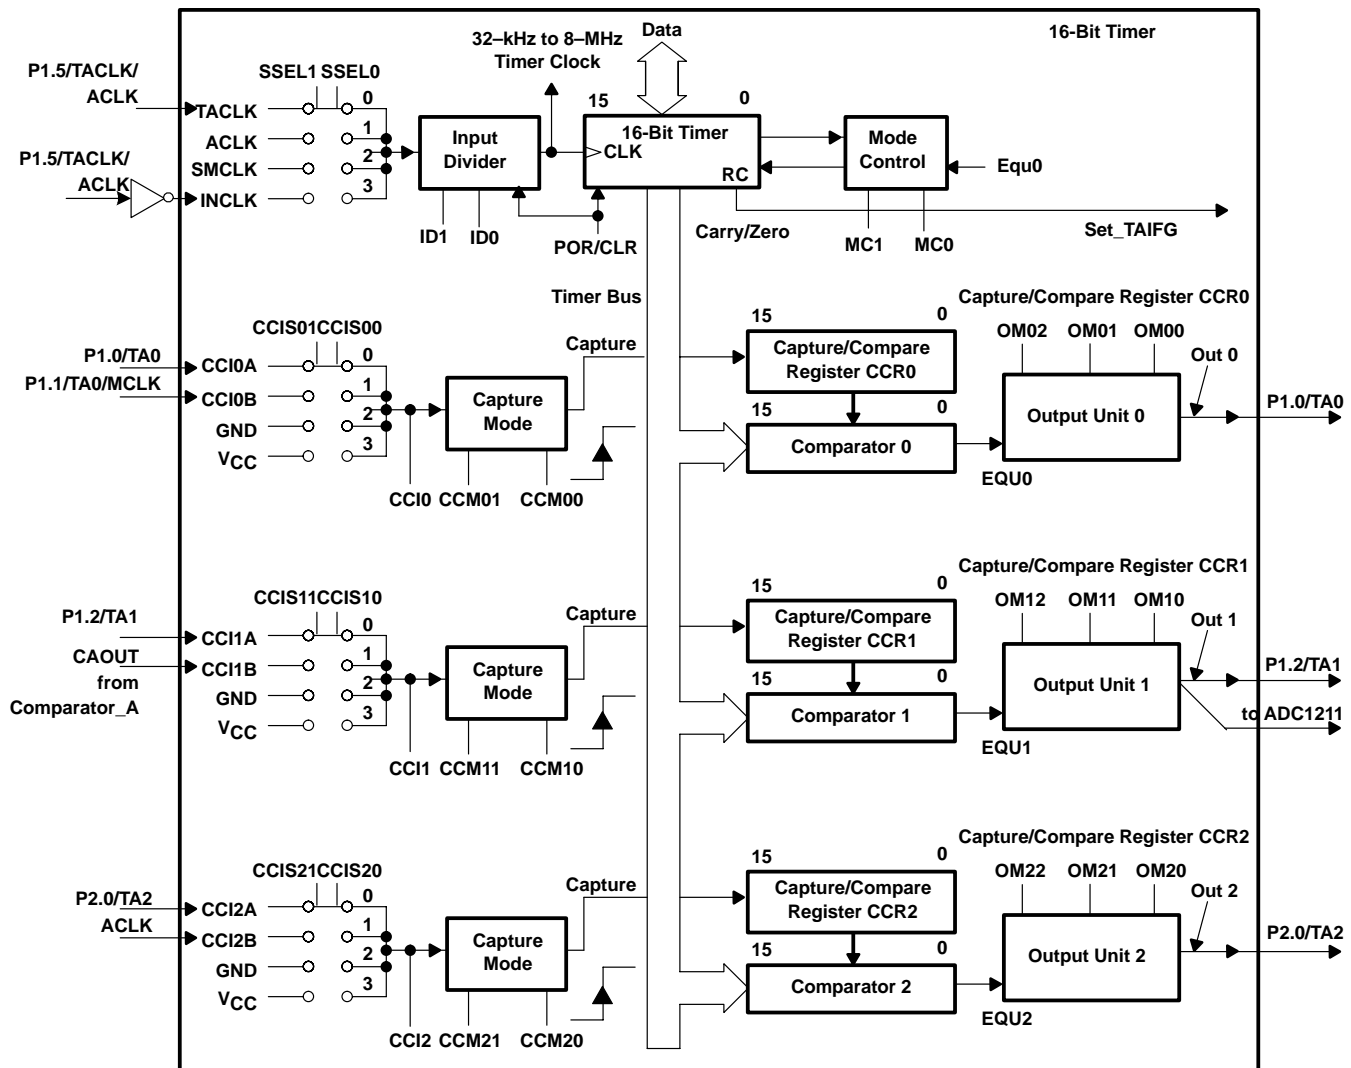 16-Bit Timer
32–kHz to 8–MHz
Timer Clock
Data
P1.5/TACLK/
ACLK
SSEL1 SSEL0
TACLK
ACLK
SMCLK
INCLK
0
1
2
3
P1.5/TACLK/
ACLK
Input
Divider
ID1
ID0
15
0
16-Bit Timer
CLK
RC
POR/CLR
Mode
Control
Equ0
MC1
MC0
Carry/Zero
Set_TAIFG
Timer Bus
P1.0/TA0
P1.1/TA0/MCLK
CCIS01CCIS00
CCI0A
CCI0B
GND
VCC
0
1
2
3
CCI0
Capture
Mode
CCM01
CCM00
Capture
15
0
Capture/Compare
Register CCR0
15
0
Comparator 0
EQU0
Capture/Compare Register CCR0
OM02
OM01
OM00
Output Unit 0
Out 0
P1.0/TA0
P1.2/TA1
CAOUT
from
Comparator_A
CCIS11CCIS10
CCI1A
CCI1B
GND
VCC
0
1
2
3
CCI1
Capture
Mode
CCM11
CCM10
Capture
15
0
Capture/Compare
Register CCR1
15
0
Comparator 1
EQU1
Capture/Compare Register CCR1
OM12
OM11
OM10
Output Unit 1
Out 1
P1.2/TA1
to ADC1211
P2.0/TA2
ACLK
CCIS21CCIS20
CCI2A
CCI2B
GND
VCC
0
1
2
3
CCI2
Capture
Mode
CCM21
CCM20
Capture
15
0
Capture/Compare
Register CCR2
15
0
Comparator 2
EQU2
Capture/Compare Register CCR2
OM22
OM21
OM20
Output Unit 2
Out 2
P2.0/TA2